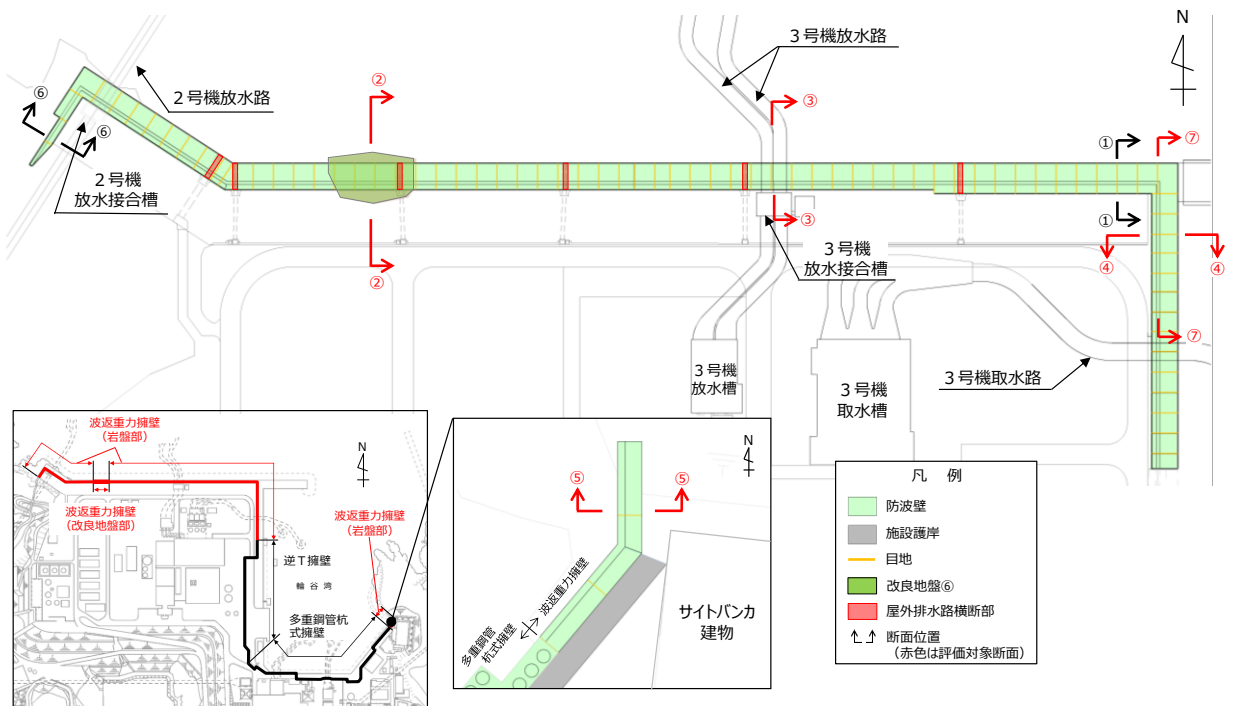 N
3号機放水路
②
③
2号機放水路
⑥
⑥
①
⑦
2号機
放水接合槽
①
③
3号機
放水接合槽
④
④
②
⑦
3号機
放水槽
3号機
取水槽
3号機取水路
波返重力擁壁
(岩盤部)
N
波返重力擁壁
(改良地盤部)
波返重力擁壁
(岩盤部)
逆T擁壁
輪谷湾
多重鋼管杭
式擁壁
N
⑤
⑤
波返重力擁壁
多重鋼管
杭式擁壁
サイトバンカ
建物
凡 例
防波壁
施設護岸
目地
改良地盤⑥
屋外排水路横断部
断面位置
(赤色は評価対象断面)